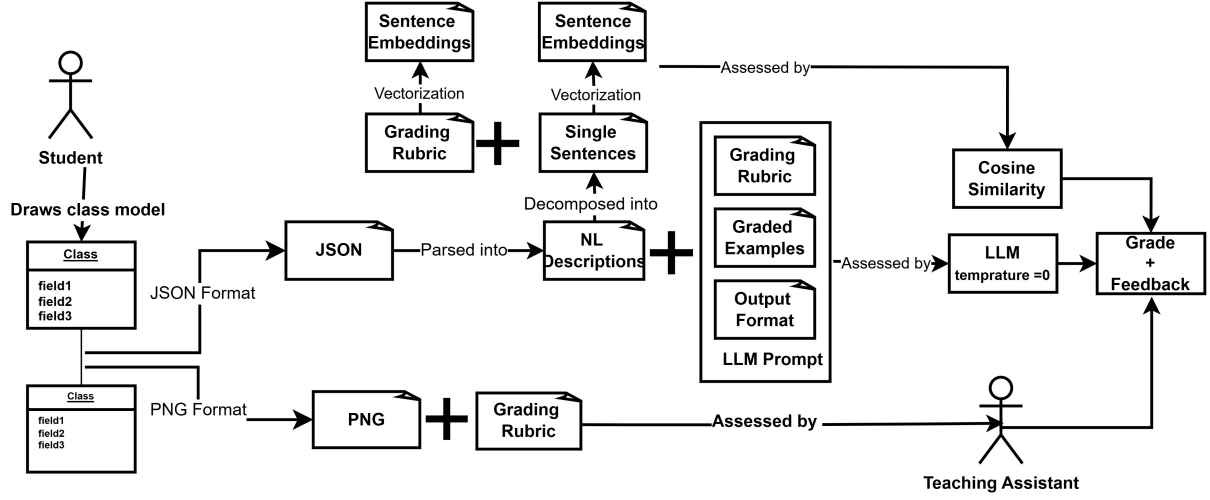 Sentence
Embeddings
Sentence
Embeddings
Assessed by
Vectorization
Vectorization
Student
Grading
Rubric
Single
Sentences
Grading
Rubric
Cosine
Similarity
Draws class model
Decomposed into
Class
field1
field2
field3
JSON Format
JSON
Parsed into
NL
Descriptions
Graded
Examples
Assessed by
LLM
temprature =0
Grade
+
Feedback
Output
Format
LLM Prompt
Class
field1
field2
field3
PNG Format
PNG
Grading
Rubric
Assessed by
Teaching Assistant